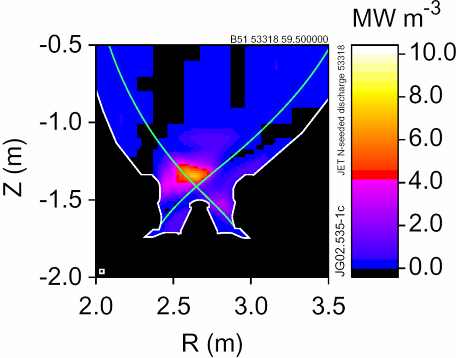 MW m-3
B51 53318 59.500000
-0.5
-1.0
-1.5
-2.0
Z (m)
2.0 2.5 3.0 3.5
R (m)
JET N-seeded discharge 53318
JG02.535-1c
10.0
8.0
6.0
4.0
2.0
0.0